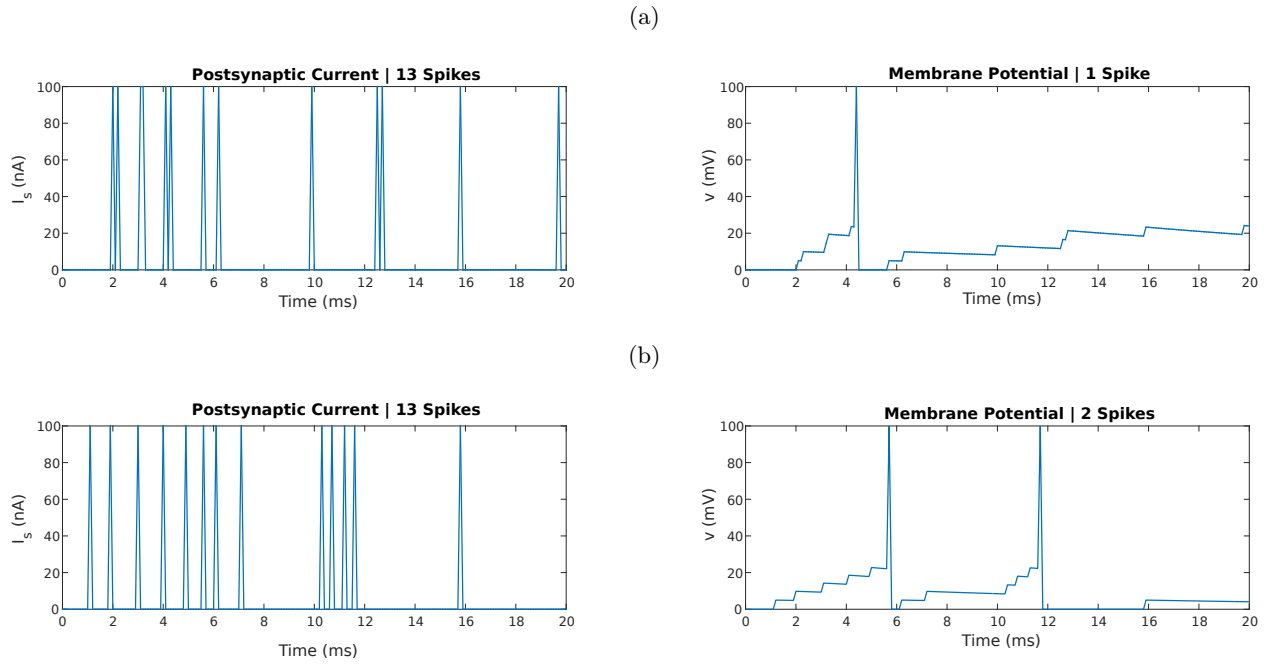 (a)
Postsynaptic Current | 13 Spikes
I_s (nA)
100
80
60
40
20
0
0 2 4 6 8 10 12 14 16 18 20
Time (ms)
Membrane Potential | 1 Spike
v (mV)
100
80
60
40
20
0
0 2 4 6 8 10 12 14 16 18 20
Time (ms)
(b)
Postsynaptic Current | 13 Spikes
I_s (nA)
100
80
60
40
20
0
0 2 4 6 8 10 12 14 16 18 20
Time (ms)
Membrane Potential | 2 Spikes
v (mV)
100
80
60
40
20
0
0 2 4 6 8 10 12 14 16 18 20
Time (ms)